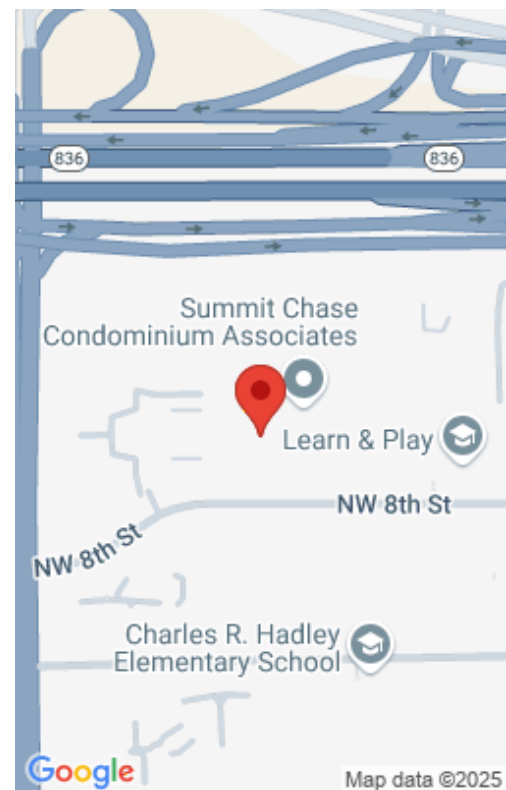 836
836
Summit Chase
Condominium Associates
Learn & Play
NW 8th St
NW 8th St
Charles R. Hadley
Elementary School
Google
Map data ©2025